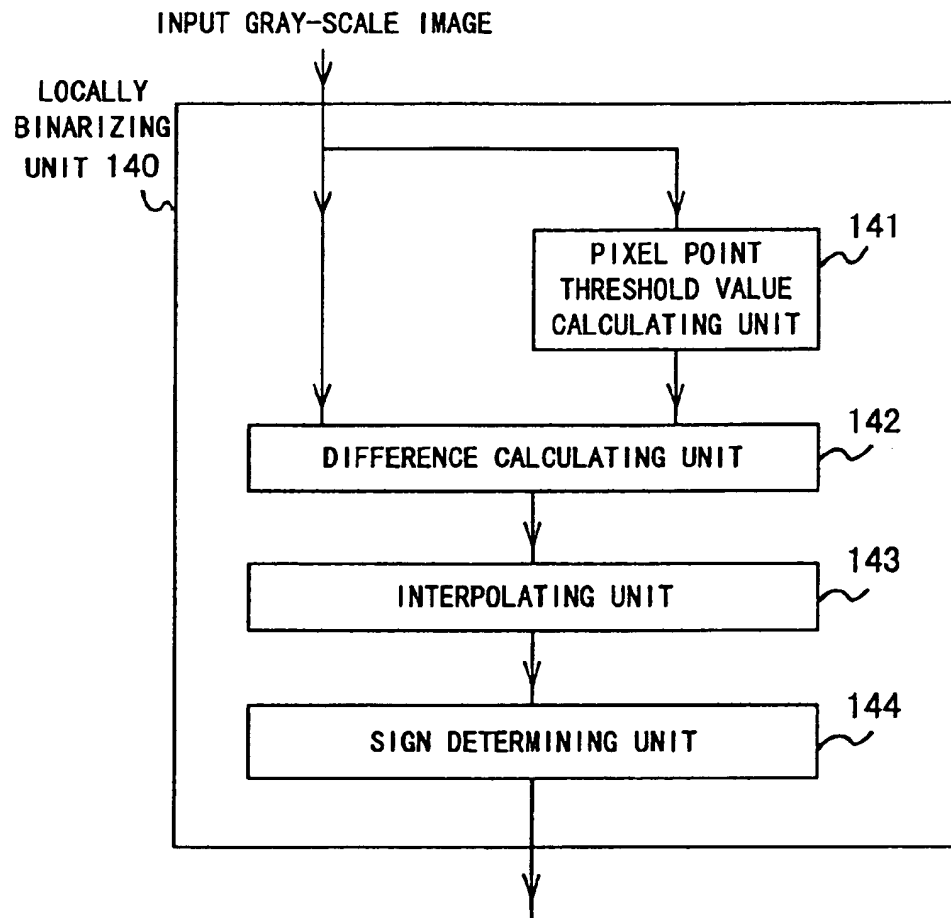 INPUT GRAY-SCALE IMAGE
LOCALLY
BINARIZING
UNIT 140
141
PIXEL POINT
THRESHOLD VALUE
CALCULATING UNIT
142
DIFFERENCE CALCULATING UNIT
143
INTERPOLATING UNIT
144
SIGN DETERMINING UNIT